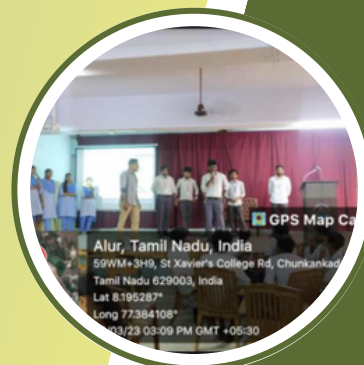 GPS Map Ca
Alur, Tamil Nadu, India
59WM+3H9, St Xavier's College Rd, Chunkankad
Tamil Nadu 629003, India
Lat 8.195287°
Long 77.384108°
/03/23 03:09 PM GMT +05:30